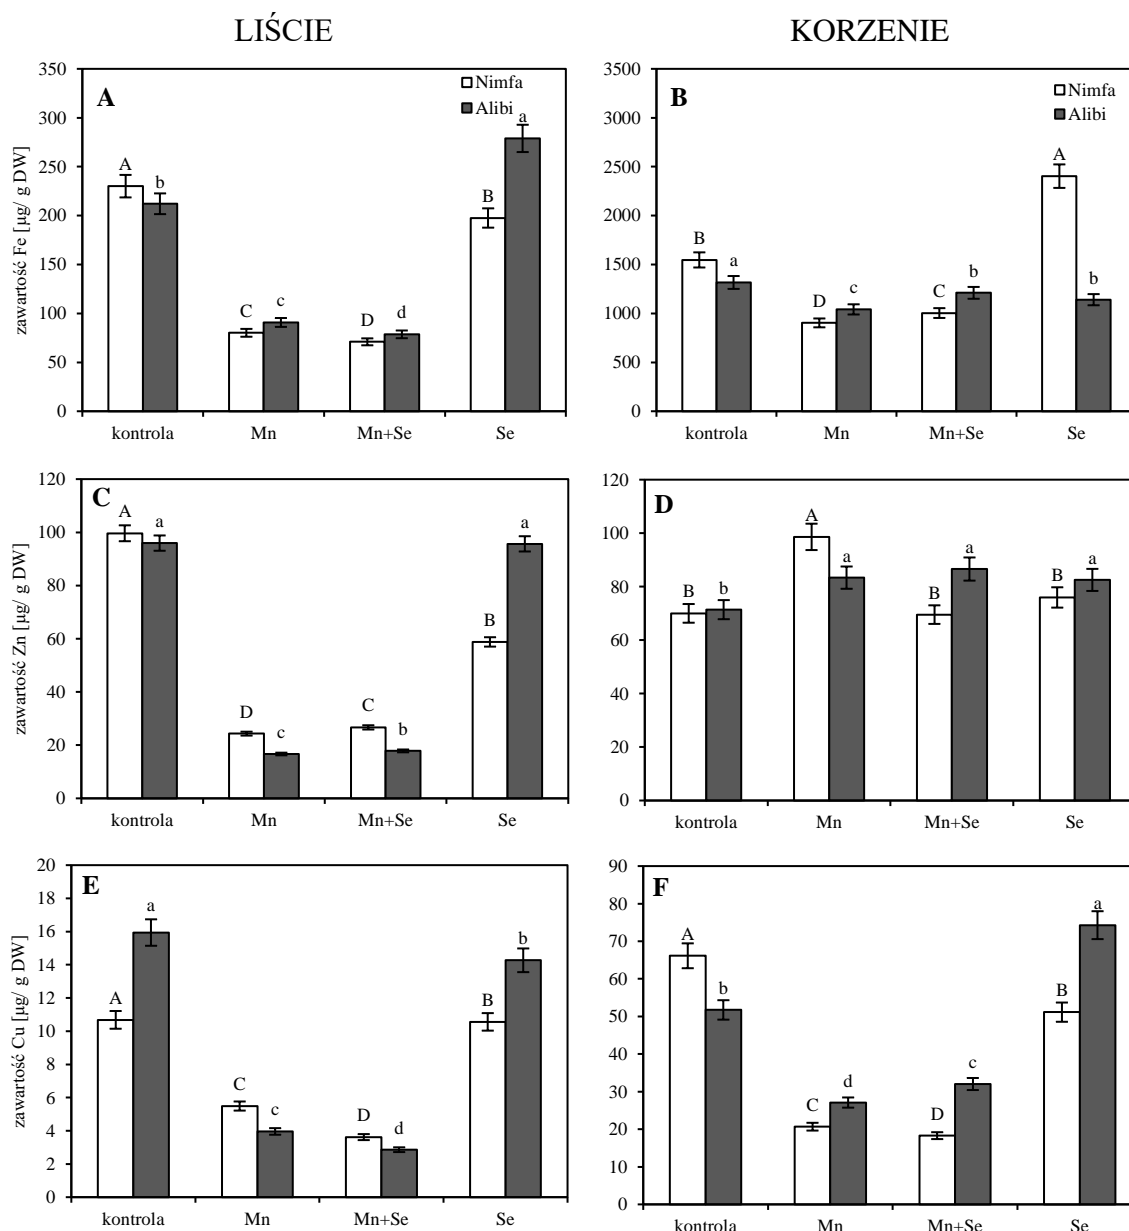 LIŚCIE
KORZENIE
A
Nimfa
Alibi
zawartość Fe [µg/ g DW]
350
300
250
200
150
100
50
0
A
b
C
c
D
d
B
a
kontrola
Mn
Mn+Se
Se
B
Nimfa
Alibi
3500
3000
2500
2000
1500
1000
500
0
B
a
D
c
C
b
A
b
kontrola
Mn
Mn+Se
Se
C
zawartość Zn [µg/ g DW]
120
100
80
60
40
20
0
A
a
D
c
C
b
B
a
kontrola
Mn
Mn+Se
Se
D
120
100
80
60
40
20
0
B
b
A
a
B
a
B
a
kontrola
Mn
Mn+Se
Se
E
zawartość Cu [µg/ g DW]
20
18
16
14
12
10
8
6
4
2
0
A
a
C
c
D
d
B
b
kontrola
Mn
Mn+Se
Se
F
90
80
70
60
50
40
30
20
10
0
A
b
C
d
D
c
B
a
kontrola
Mn
Mn+Se
Se